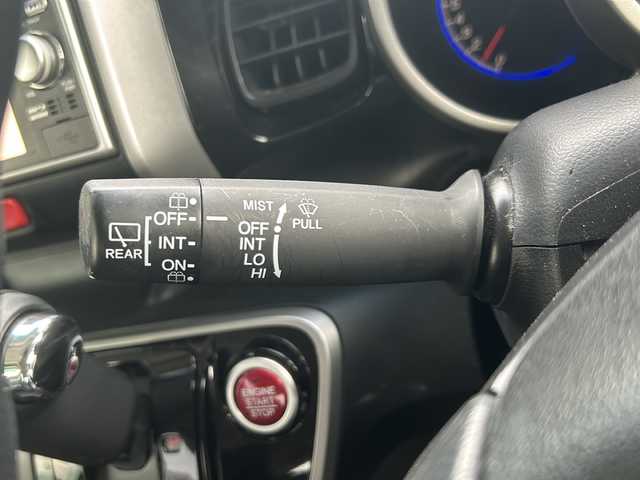 OFF
INT
ON
REAR
MIST
OFF
INT
LO
HI
PULL
ENGINE
START
STOP